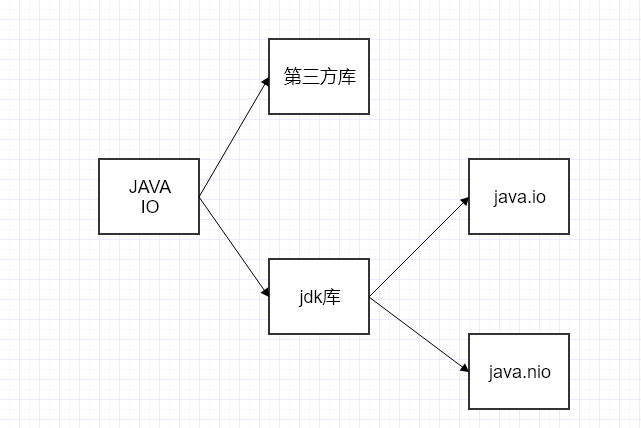 第三方库
JAVA
IO
java.io
jdk库
java.nio